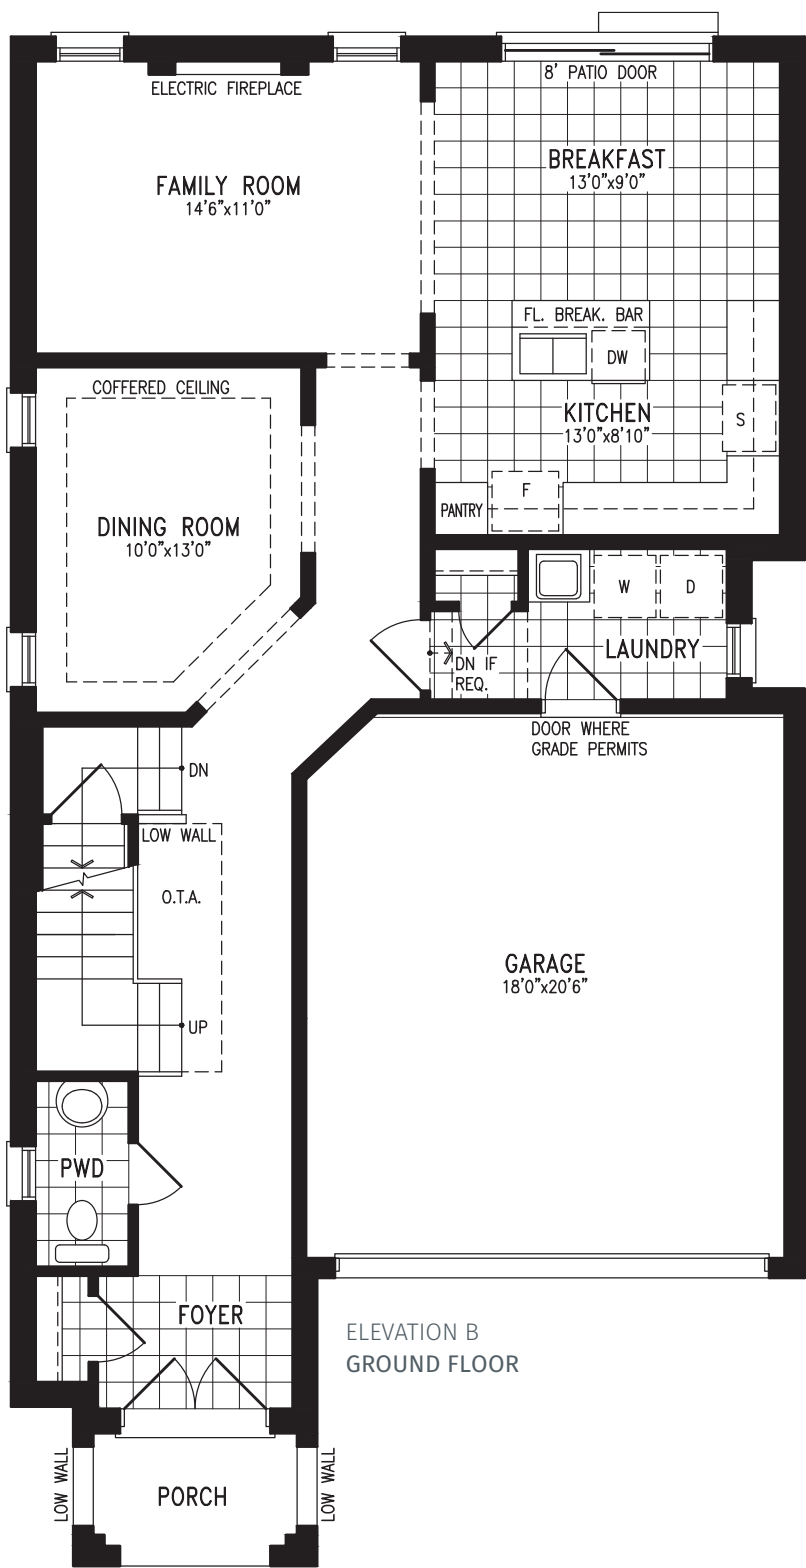 8' PATIO DOOR
ELECTRIC FIREPLACE
BREAKFAST
13'0"x9'0"
FAMILY ROOM
14'6"x11'0"
FL. BREAK. BAR
DW
COFFERED CEILING
KITCHEN
13'0"x8'10"
S
F
PANTRY
DINING ROOM
10'0"x13'0"
W
D
LAUNDRY
DN IF
REQ.
DOOR WHERE
GRADE PERMITS
DN
LOW WALL
O.T.A.
GARAGE
18'0"x20'6"
UP
PWD
FOYER
ELEVATION B
GROUND FLOOR
LOW WALL
PORCH
LOW WALL